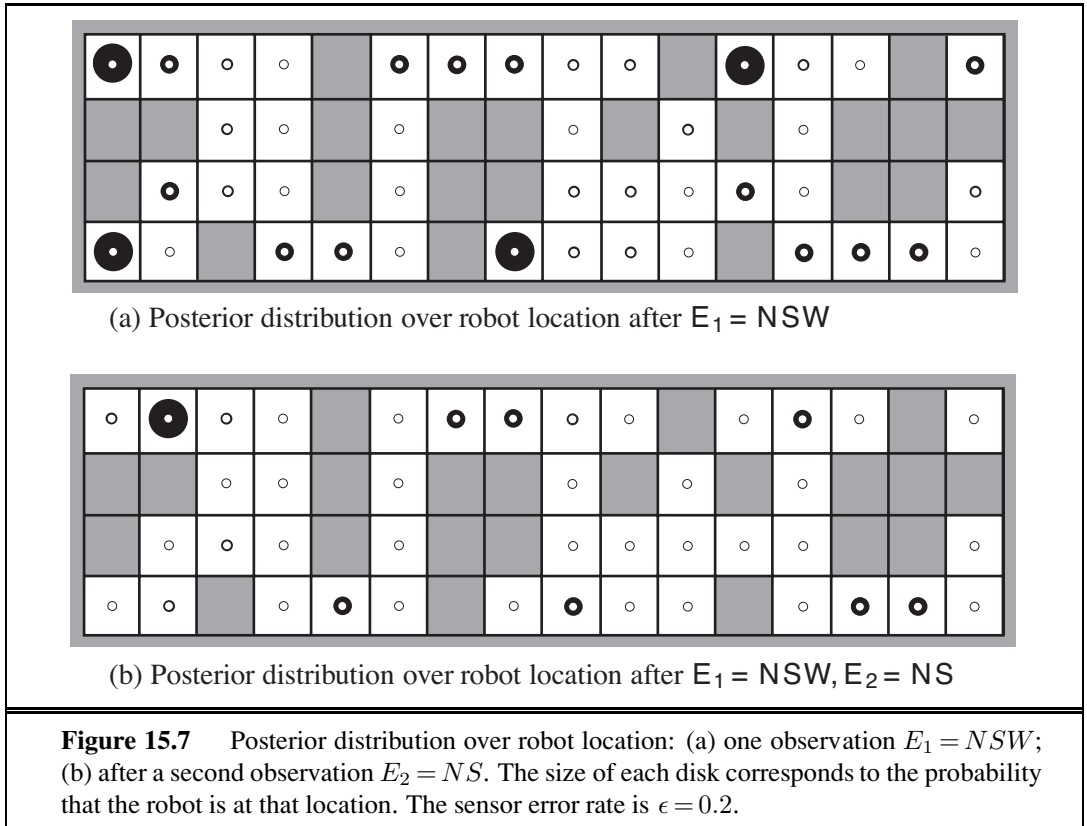 (a) Posterior distribution over robot location after E₁ = NSW
(b) Posterior distribution over robot location after E₁ = NSW, E₂ = NS
Figure 15.7 Posterior distribution over robot location: (a) one observation E₁ = NSW;
(b) after a second observation E₂ = NS. The size of each disk corresponds to the probability
that the robot is at that location. The sensor error rate is ϵ = 0.2.